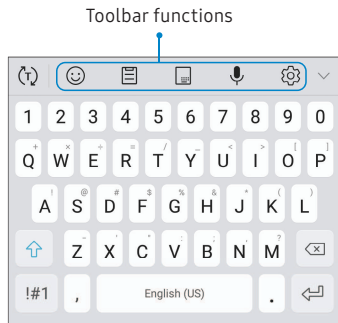 Toolbar functions
T
1 2 3 4 5 6 7 8 9 0
+ × ÷ = / _ < > [ ]
Q W E R T Y U I O P
! @ # $ % & * ( )
A S D F G H J K L
- ' " : ; , ?
Z X C V B N M
!#1 , English (US) .